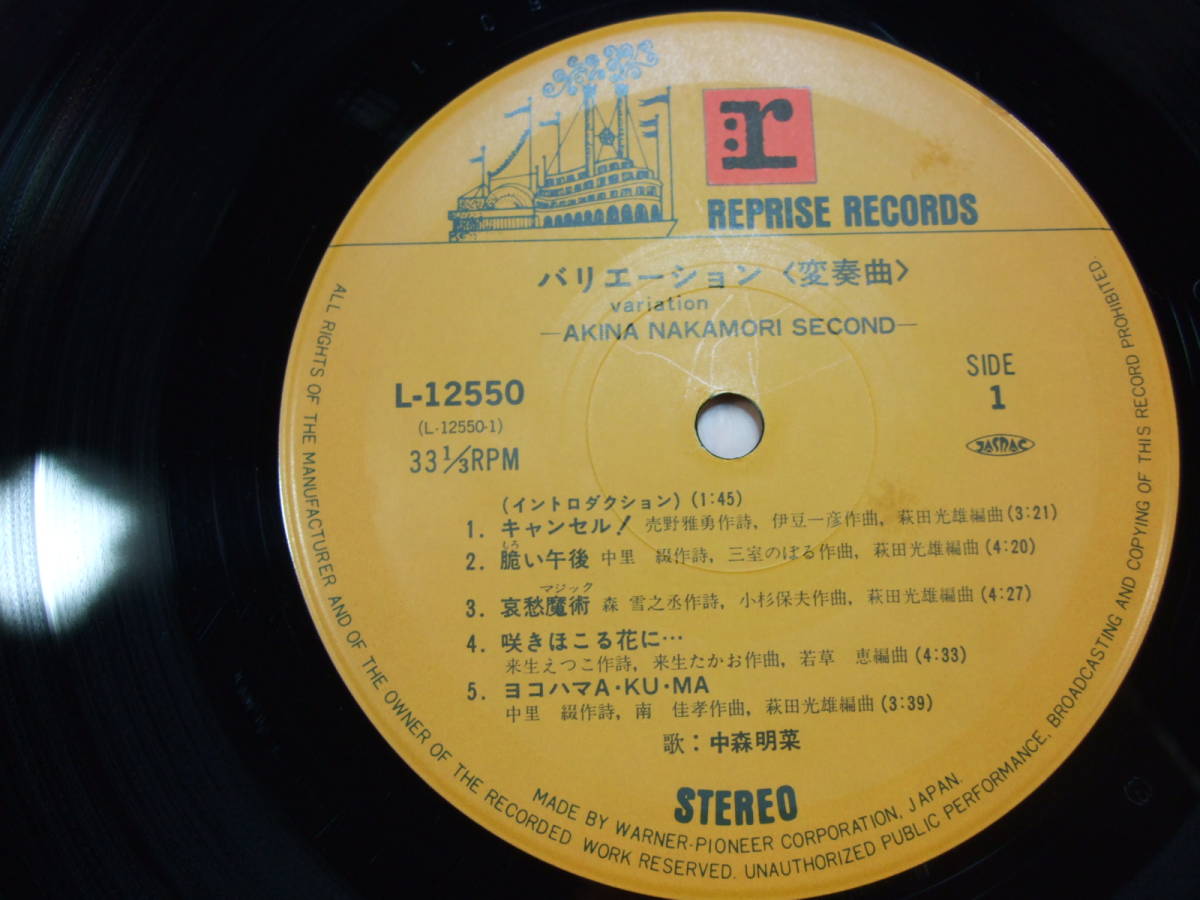 r
REPRISE RECORDS
バリエーション〈変奏曲〉
variation
—AKINA NAKAMORI SECOND—
L-12550
(L-12550-1)
33 1/3 RPM
SIDE
1
JASRAC
(イントロダクション) (1:45)
1. キャンセル! 売野雅勇作詩, 伊豆一彦作曲, 萩田光雄編曲(3:21)
もろ
2. 脆い午後 中里 綴作詩, 三室のぼる作曲, 萩田光雄編曲(4:20)
マジック
3. 哀愁魔術 森 雪之丞作詩, 小杉保夫作曲, 萩田光雄編曲(4:27)
4. 咲きほこる花に…
来生えつこ作詩, 来生たかお作曲, 若草 恵編曲(4:33)
5. ヨコハマA・KU・MA
中里 綴作詩, 南 佳孝作曲, 萩田光雄編曲(3:39)
歌：中森明菜
STEREO
MADE BY WARNER-PIONEER CORPORATION, JAPAN.
ALL RIGHTS OF THE MANUFACTURER AND OF THE OWNER OF THE RECORDED WORK RESERVED. UNAUTHORIZED PUBLIC PERFORMANCE, BROADCASTING AND COPYING OF THIS RECORD PROHIBITED.